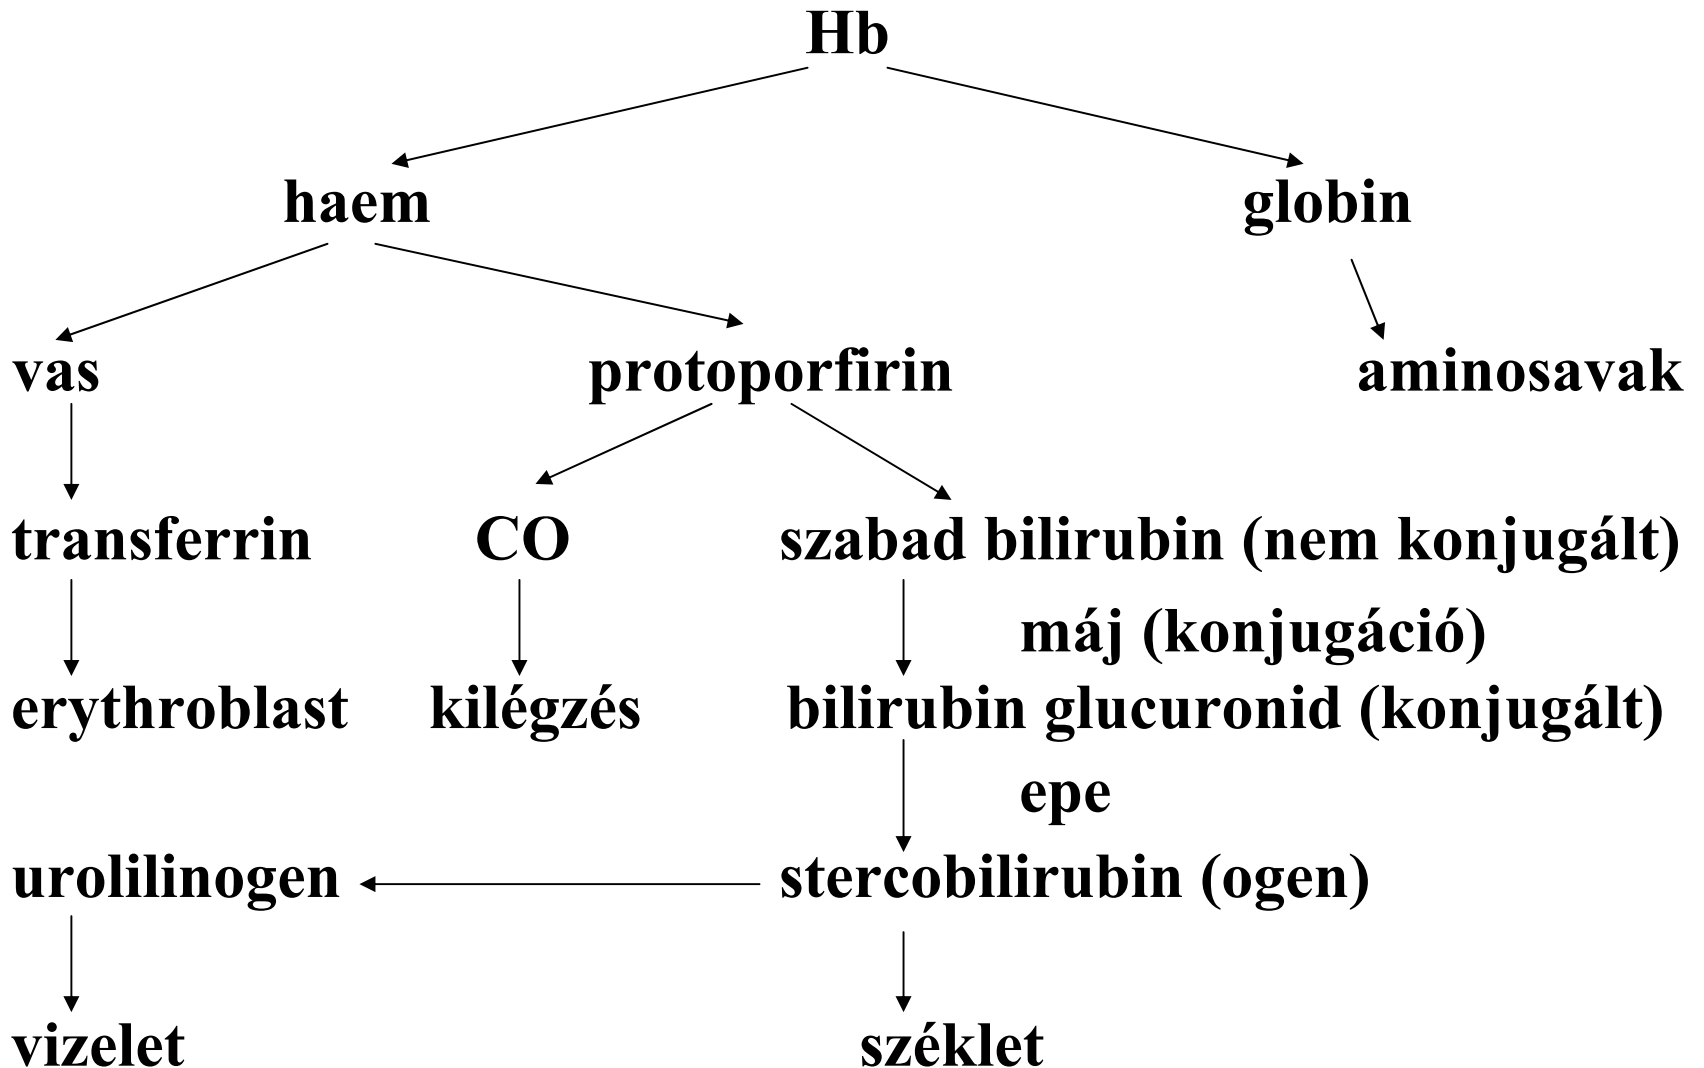 Hb
haem globin
vas protoporfirin aminosavak
transferrin CO szabad bilirubin (nem konjugált)
máj (konjugáció)
erythroblast kilégzés bilirubin glucuronid (konjugált)
epe
urolilinogen stercobilirubin (ogen)
vizelet széklet